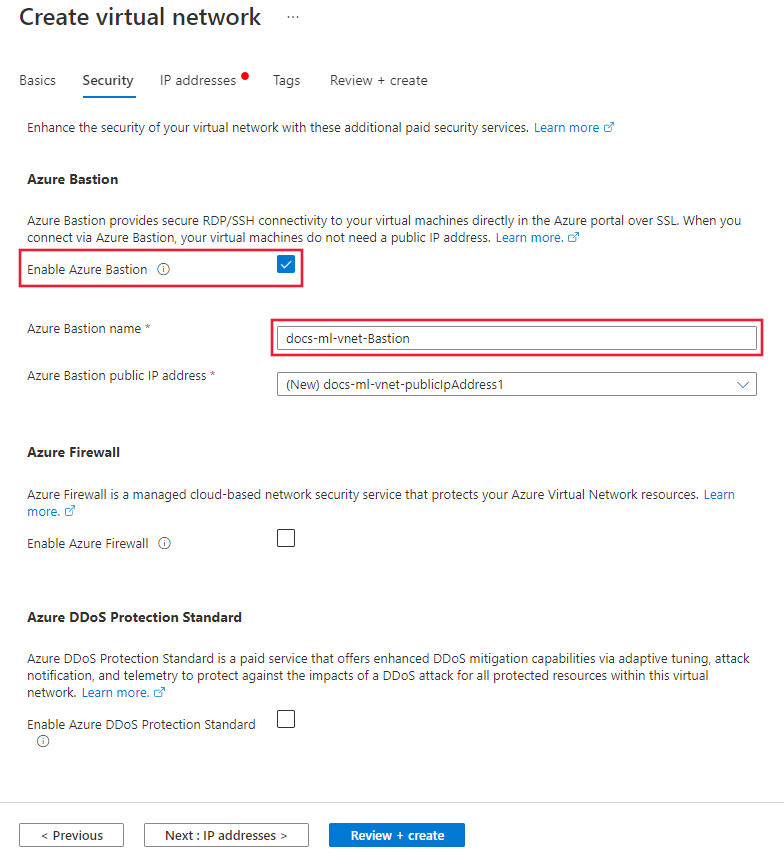 Create virtual network ...
Basics Security IP addresses Tags Review + create
Enhance the security of your virtual network with these additional paid security services. Learn more
Azure Bastion
Azure Bastion provides secure RDP/SSH connectivity to your virtual machines directly in the Azure portal over SSL. When you
connect via Azure Bastion, your virtual machines do not need a public IP address. Learn more.
Enable Azure Bastion
Azure Bastion name *
docs-ml-vnet-Bastion
Azure Bastion public IP address *
(New) docs-ml-vnet-publicIpAddress1
Azure Firewall
Azure Firewall is a managed cloud-based network security service that protects your Azure Virtual Network resources. Learn
more.
Enable Azure Firewall
Azure DDoS Protection Standard
Azure DDoS Protection Standard is a paid service that offers enhanced DDoS mitigation capabilities via adaptive tuning, attack
notification, and telemetry to protect against the impacts of a DDoS attack for all protected resources within this virtual
network. Learn more.
Enable Azure DDoS Protection Standard
< Previous Next : IP addresses > Review + create